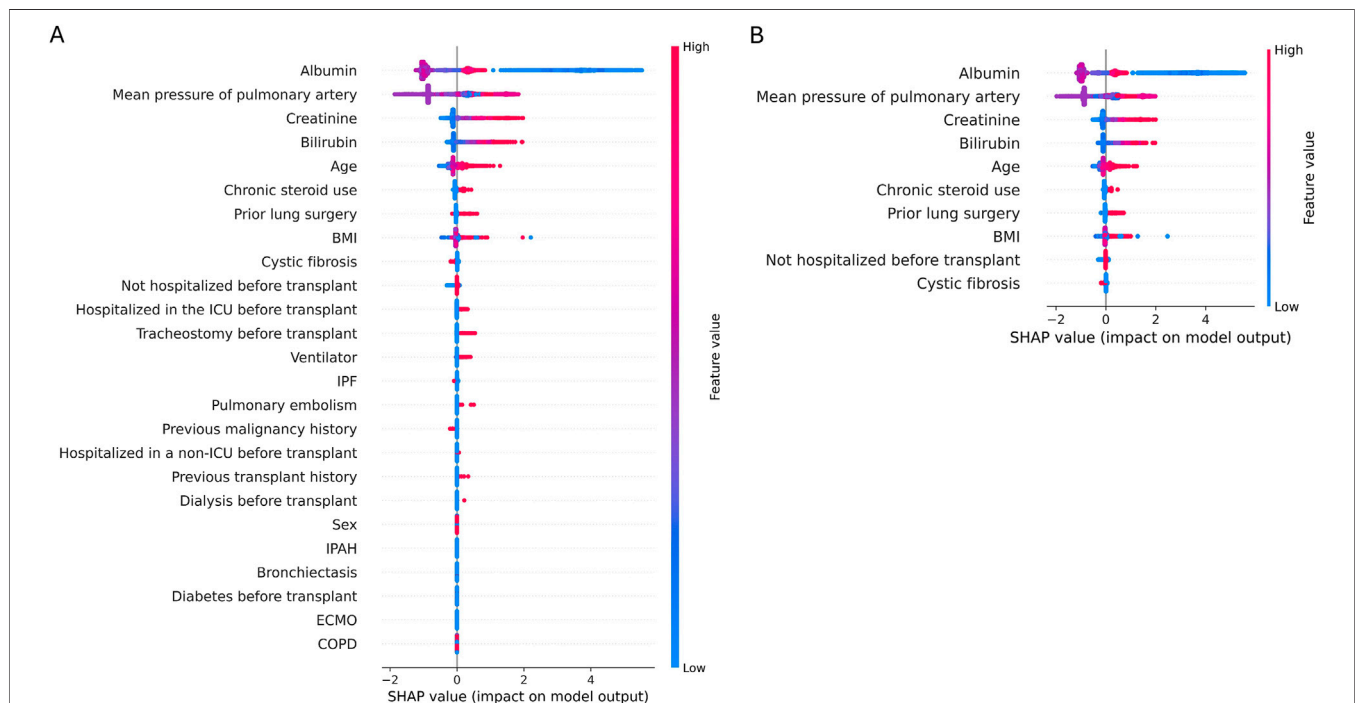 A
High
Albumin
Mean pressure of pulmonary artery
Creatinine
Bilirubin
Age
Chronic steroid use
Prior lung surgery
BMI
Cystic fibrosis
Not hospitalized before transplant
Hospitalized in the ICU before transplant
Tracheostomy before transplant
Ventilator
IPF
Pulmonary embolism
Previous malignancy history
Hospitalized in a non-ICU before transplant
Previous transplant history
Dialysis before transplant
Sex
IPAH
Bronchiectasis
Diabetes before transplant
ECMO
COPD
Feature value
Low
−2 0 2 4
SHAP value (impact on model output)
B
High
Albumin
Mean pressure of pulmonary artery
Creatinine
Bilirubin
Age
Chronic steroid use
Prior lung surgery
BMI
Not hospitalized before transplant
Cystic fibrosis
Feature value
Low
−2 0 2 4
SHAP value (impact on model output)